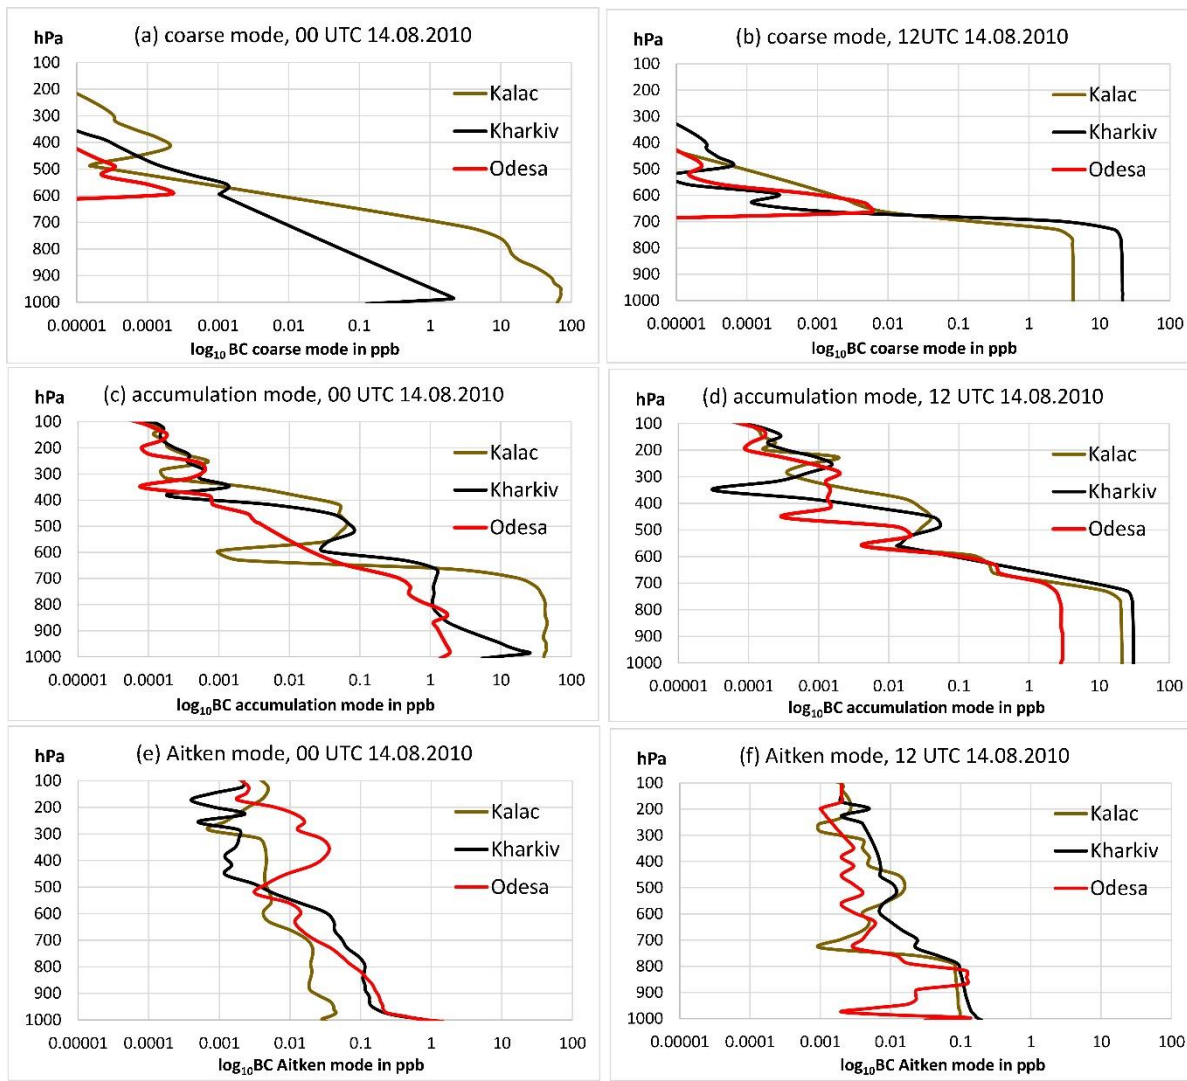 (a) coarse mode, 00 UTC 14.08.2010
hPa
100
200
300
400
500
600
700
800
900
1000
Kalac
Kharkiv
Odesa
0.00001 0.0001 0.001 0.01 0.1 1 10 100
log₁₀ BC coarse mode in ppb
(b) coarse mode, 12UTC 14.08.2010
hPa
100
200
300
400
500
600
700
800
900
1000
Kalac
Kharkiv
Odesa
0.00001 0.0001 0.001 0.01 0.1 1 10 100
log₁₀BC coarse mode in ppb
(c) accumulation mode, 00 UTC 14.08.2010
hPa
100
200
300
400
500
600
700
800
900
1000
Kalac
Kharkiv
Odesa
0.00001 0.0001 0.001 0.01 0.1 1 10 100
log₁₀BC accumulation mode in ppb
(d) accumulation mode, 12 UTC 14.08.2010
hPa
100
200
300
400
500
600
700
800
900
1000
Kalac
Kharkiv
Odesa
0.00001 0.0001 0.001 0.01 0.1 1 10 100
log₁₀BC accumulation mode in ppb
(e) Aitken mode, 00 UTC 14.08.2010
hPa
100
200
300
400
500
600
700
800
900
1000
Kalac
Kharkiv
Odesa
0.00001 0.0001 0.001 0.01 0.1 1 10 100
log₁₀BC Aitken mode in ppb
(f) Aitken mode, 12 UTC 14.08.2010
hPa
100
200
300
400
500
600
700
800
900
1000
Kalac
Kharkiv
Odesa
0.00001 0.0001 0.001 0.01 0.1 1 10 100
log₁₀BC Aitken mode in ppb